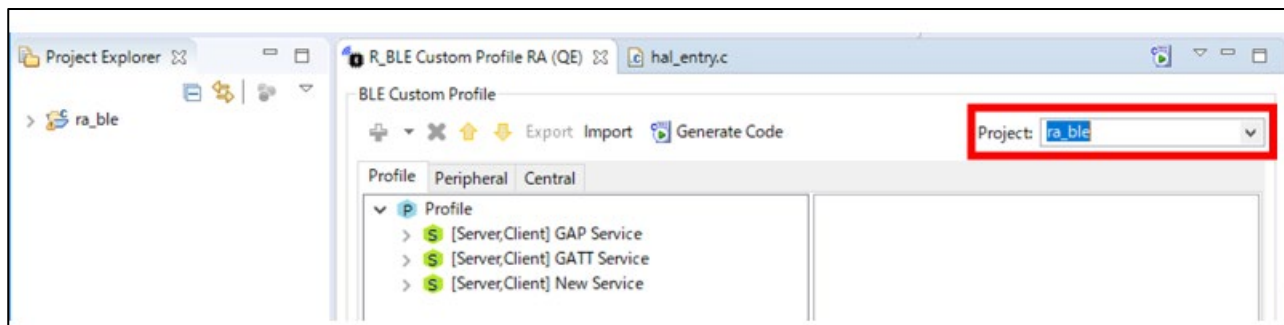 Project Explorer
R_BLE Custom Profile RA (QE)
hal_entry.c
ra_ble
BLE Custom Profile
Export Import Generate Code
Project: ra_ble
Profile Peripheral Central
P Profile
S [Server,Client] GAP Service
S [Server,Client] GATT Service
S [Server,Client] New Service